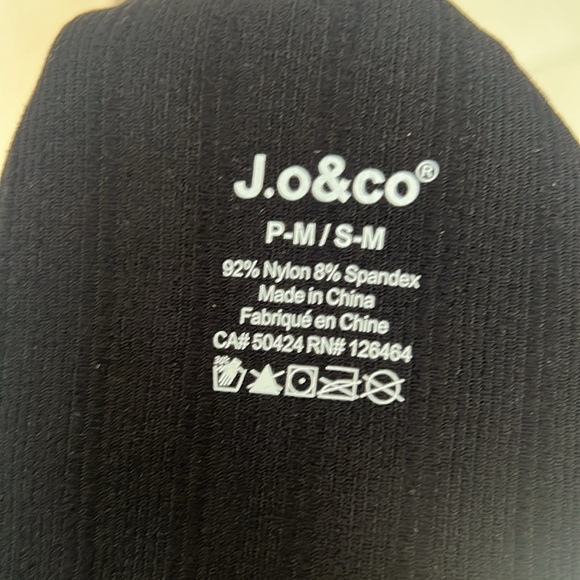 J.o&co®
P-M / S-M
92% Nylon 8% Spandex
Made in China
Fabriqué en Chine
CA# 50424 RN# 126464